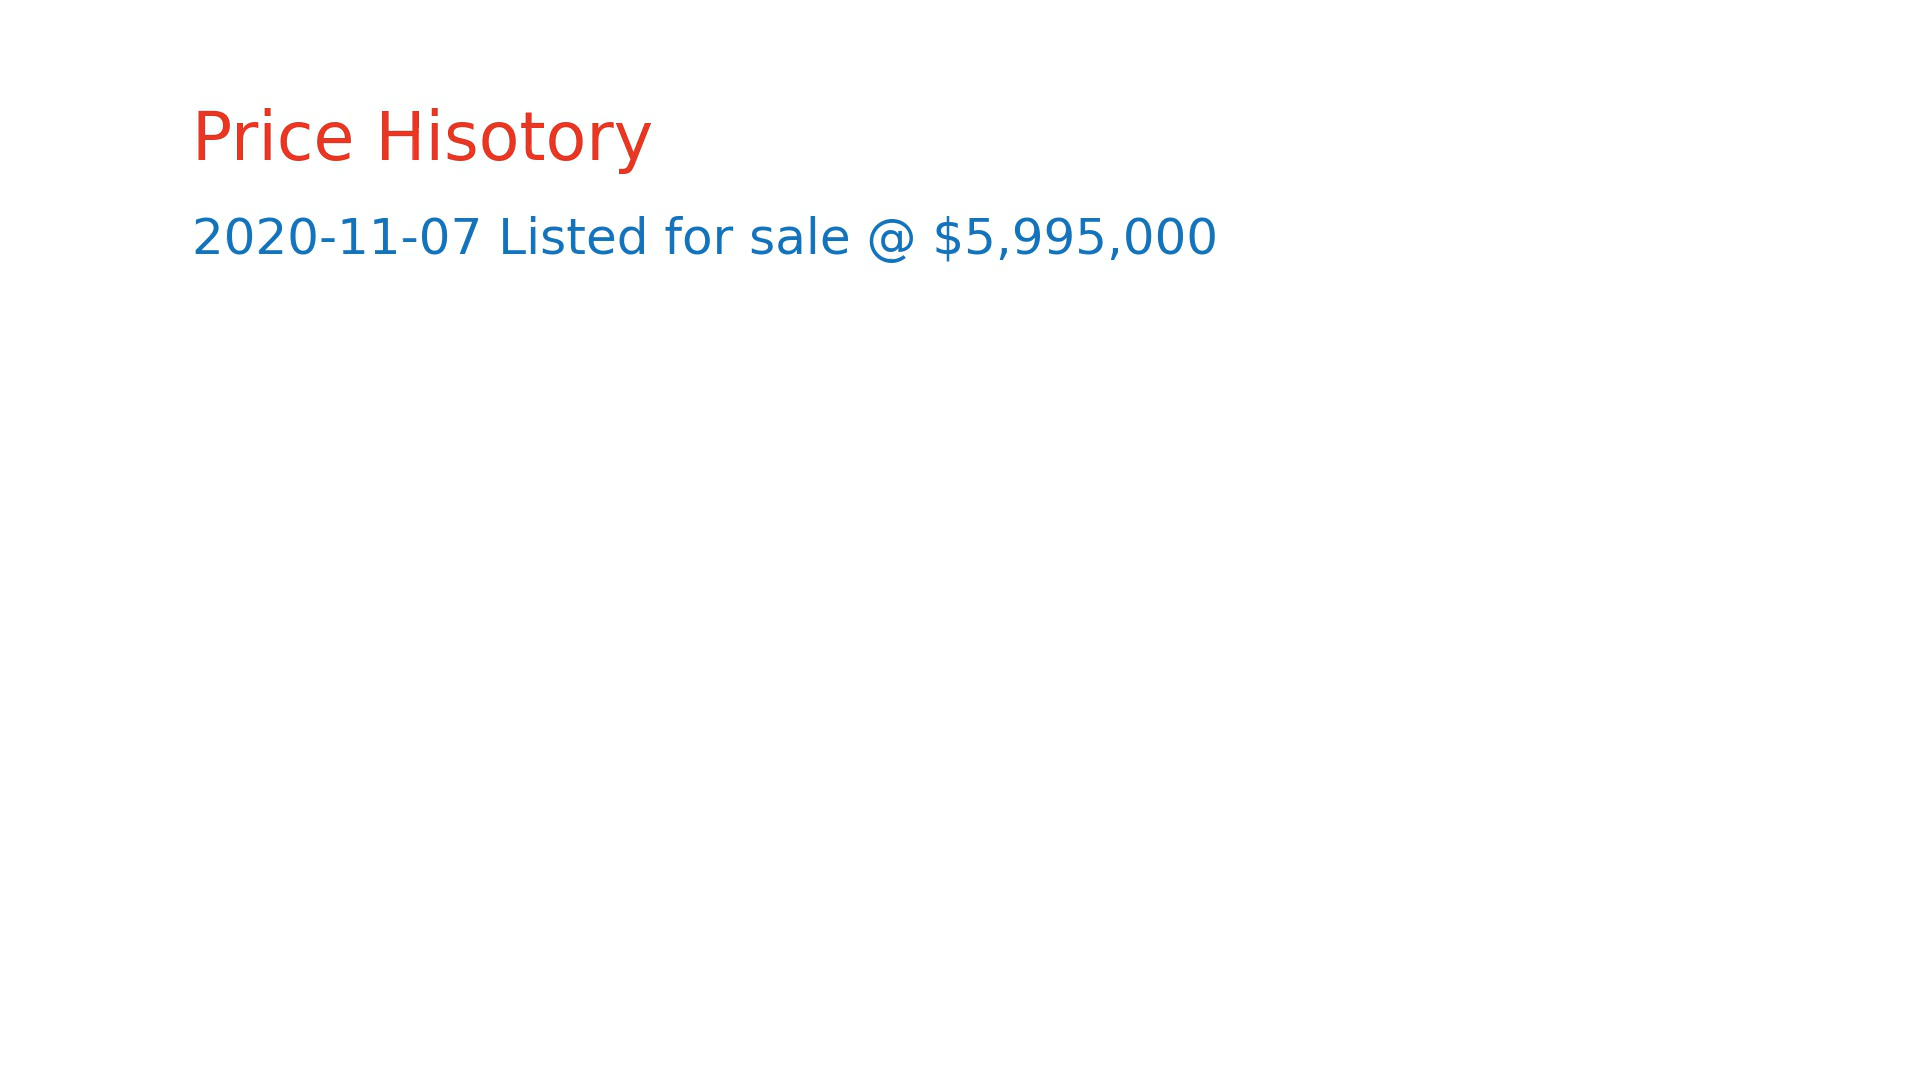 Price Hisotory
2020-11-07 Listed for sale @ $5,995,000